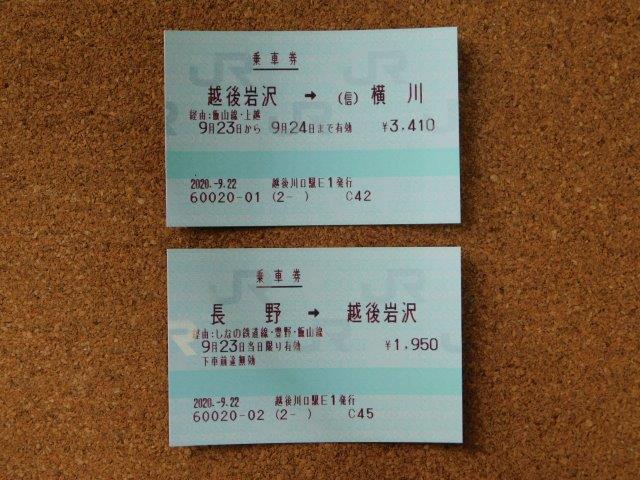 乗車券
越後岩沢 → (信) 横川
経由:飯山線・上越
9月23日から 9月24日まで有効 ¥3,410
2020.-9.22 越後川口駅E1発行
60020-01 (2- ) C42
乗車券
長野 → 越後岩沢
経由:しなの鉄道線・豊野・飯山線
9月23日当日限り有効 ¥1,950
下車前途無効
2020.-9.22 越後川口駅E1発行
60020-02 (2- ) C45